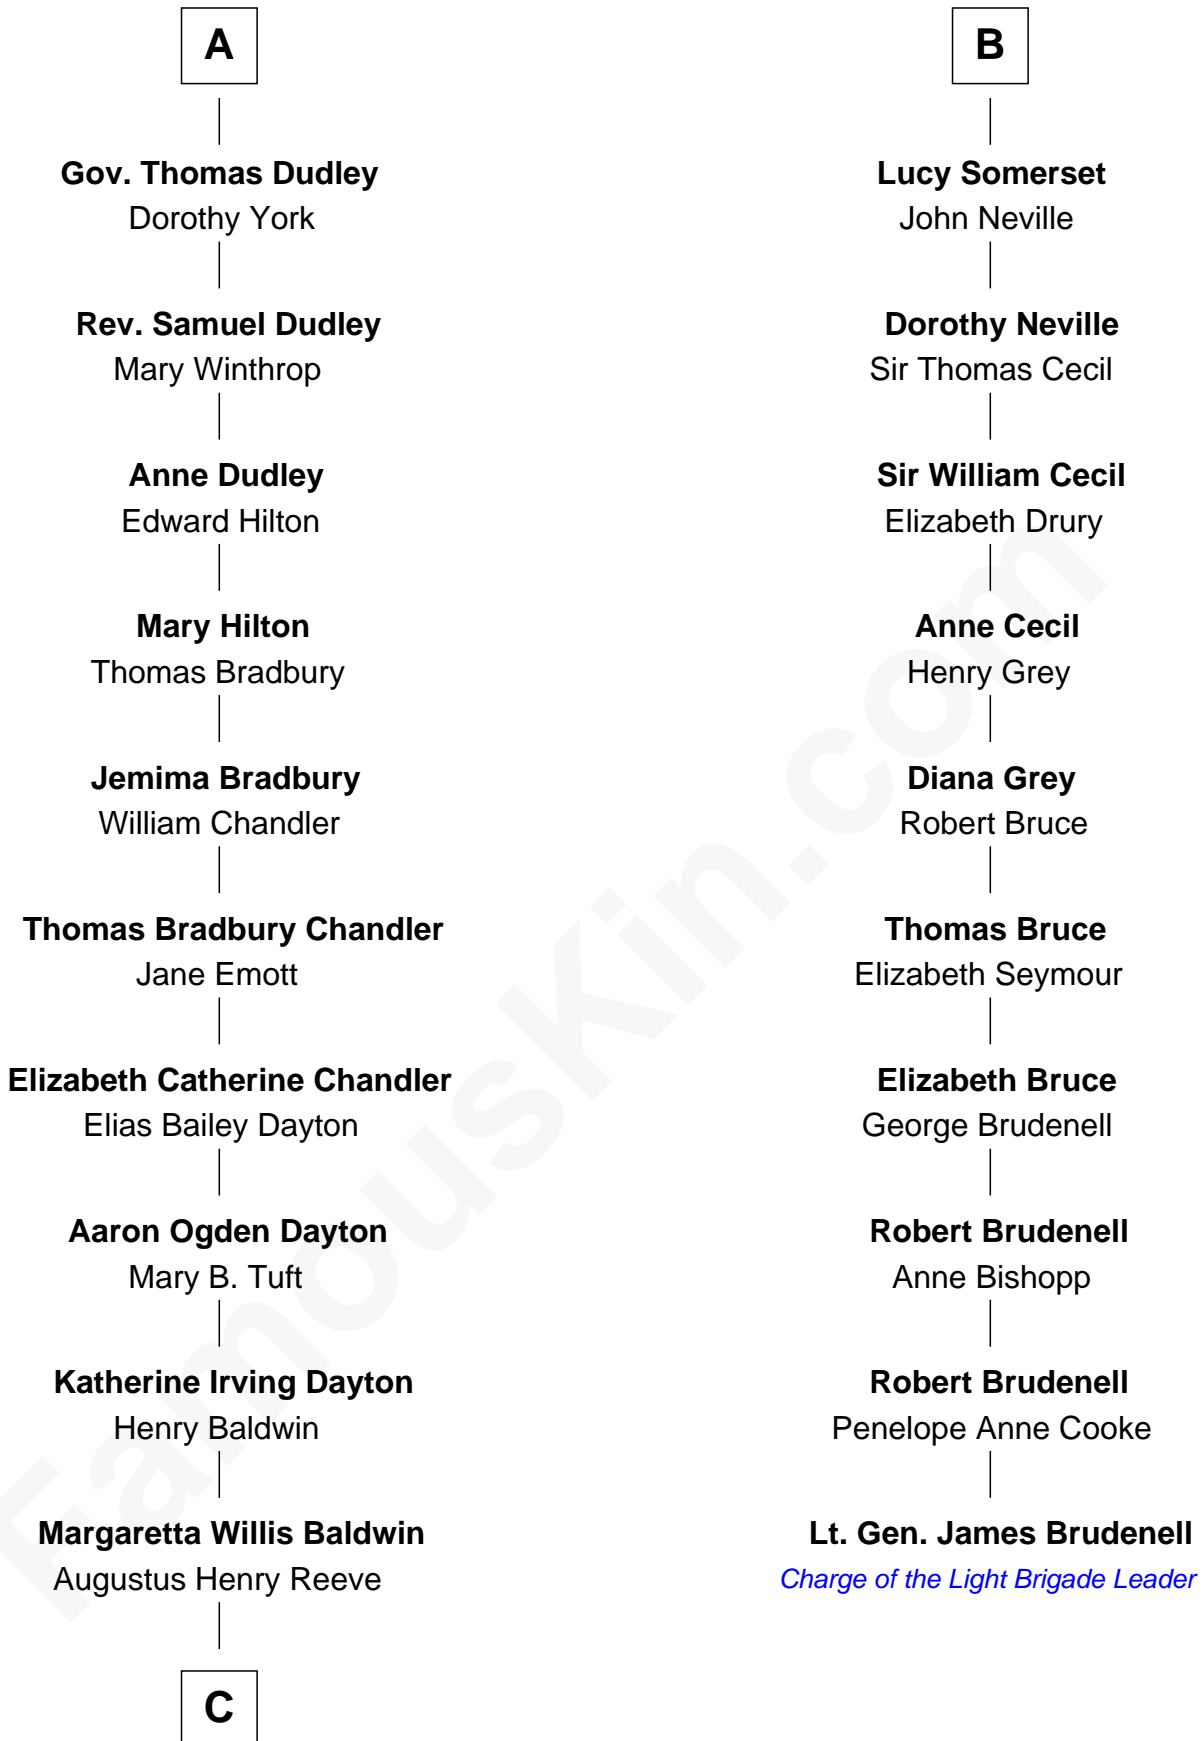 A
Gov. Thomas Dudley
Dorothy York
Rev. Samuel Dudley
Mary Winthrop
Anne Dudley
Edward Hilton
Mary Hilton
Thomas Bradbury
Jemima Bradbury
William Chandler
Thomas Bradbury Chandler
Jane Emott
Elizabeth Catherine Chandler
Elias Bailey Dayton
Aaron Ogden Dayton
Mary B. Tuft
Katherine Irving Dayton
Henry Baldwin
Margaretta Willis Baldwin
Augustus Henry Reeve
C
B
Lucy Somerset
John Neville
Dorothy Neville
Sir Thomas Cecil
Sir William Cecil
Elizabeth Drury
Anne Cecil
Henry Grey
Diana Grey
Robert Bruce
Thomas Bruce
Elizabeth Seymour
Elizabeth Bruce
George Brudenell
Robert Brudenell
Anne Bishopp
Robert Brudenell
Penelope Anne Cooke
Lt. Gen. James Brudenell
Charge of the Light Brigade Leader
FamousKin.com